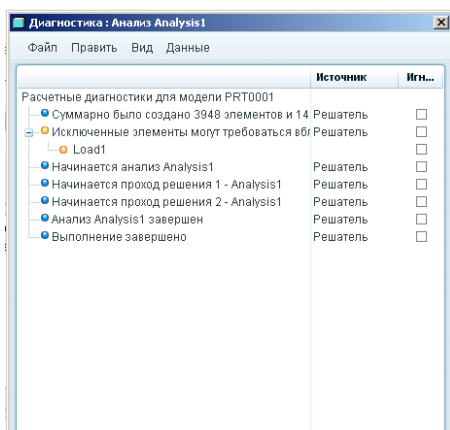 Диагностика : Анализ Analysis1
Файл Править Вид Данные
Источник Игн...
Расчетные диагностики для модели PRT0001
Суммарно было создано 3948 элементов и 14 Решатель
Исключенные элементы могут требоваться вбл Решатель
Load1
Начинается анализ Analysis1 Решатель
Начинается проход решения 1 - Analysis1 Решатель
Начинается проход решения 2 - Analysis1 Решатель
Анализ Analysis1 завершен Решатель
Выполнение завершено Решатель